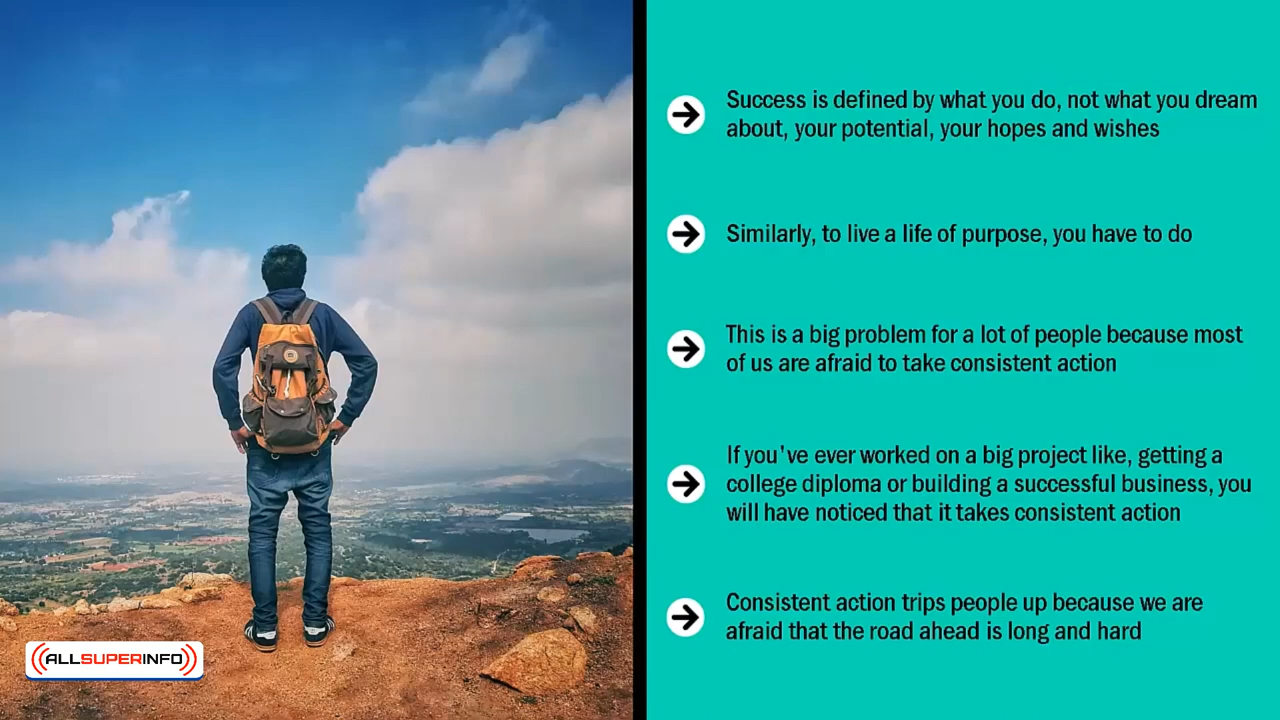 Success is defined by what you do, not what you dream
about, your potential, your hopes and wishes
Similarly, to live a life of purpose, you have to do
This is a big problem for a lot of people because most
of us are afraid to take consistent action
If you've ever worked on a big project like, getting a
college diploma or building a successful business, you
will have noticed that it takes consistent action
Consistent action trips people up because we are
afraid that the road ahead is long and hard
ALLSUPERINFO